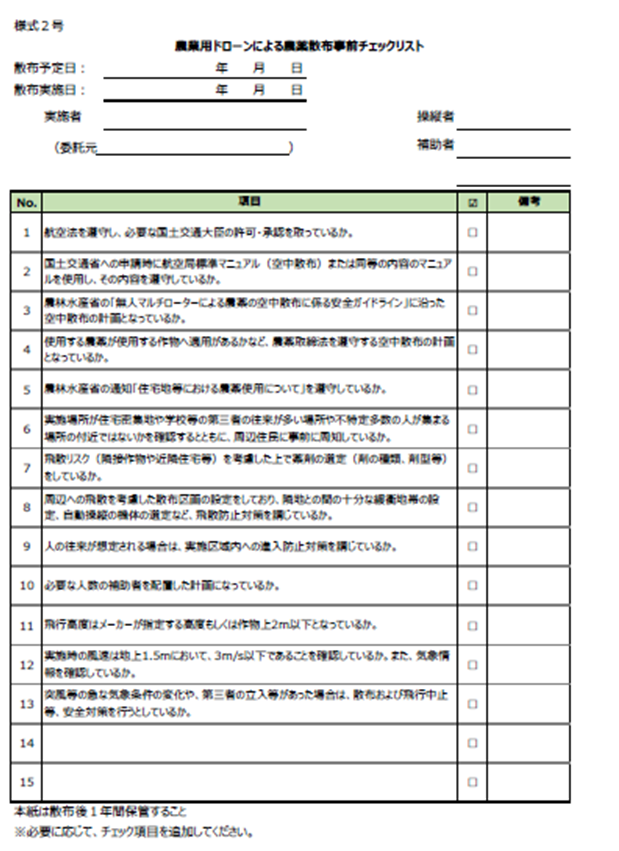 様式２号
農業用ドローンによる農薬散布事前チェックリスト
散布予定日： 年 月 日
散布実施日： 年 月 日
実施者 操縦者
（委託元 ） 補助者
No. 項目 ☑ 備考
1 航空法を遵守し、必要な国土交通大臣の許可・承認を取っているか。 □
2 国土交通省への申請時に航空局標準マニュアル（空中散布）または同等の内容のマニュア
ルを使用し、その内容を遵守しているか。 □
3 農林水産省の「無人マルチローターによる農薬の空中散布に係る安全ガイドライン」に沿った
空中散布の計画となっているか。 □
4 使用する農薬が使用する作物へ適用があるかなど、農薬取締法を遵守する空中散布の計画
となっているか。 □
5 農林水産省の通知「住宅地等における農薬使用について」を遵守しているか。 □
6 実施場所が住宅密集地や学校等の第三者の往来が多い場所や不特定多数の人が集まる
場所の付近ではないかを確認するとともに、周辺住民に事前に周知しているか。 □
7 飛散リスク（隣接作物や近隣住宅等）を考慮した上で薬剤の選定（剤の種類、剤型等）
をしているか。 □
8 周辺への飛散を考慮した散布区画の設定をしており、隣地との間の十分な緩衝地帯の設
定、自動操縦の機体の選定など、飛散防止対策を講じているか。 □
9 人の往来が想定される場合は、実施区域内への進入防止対策を講じているか。 □
10 必要な人数の補助者を配置した計画になっているか。 □
11 飛行高度はメーカーが指定する高度もしくは作物上2m以下となっているか。 □
12 実施時の風速は地上1.5mにおいて、3m/s以下であることを確認しているか。また、気象情
報を確認しているか。 □
13 突風等の急な気象条件の変化や、第三者の立入等があった場合は、散布および飛行中止
等、安全対策を行うとしているか。 □
14 □
15 □
本紙は散布後１年間保管すること
※必要に応じて、チェック項目を追加してください。